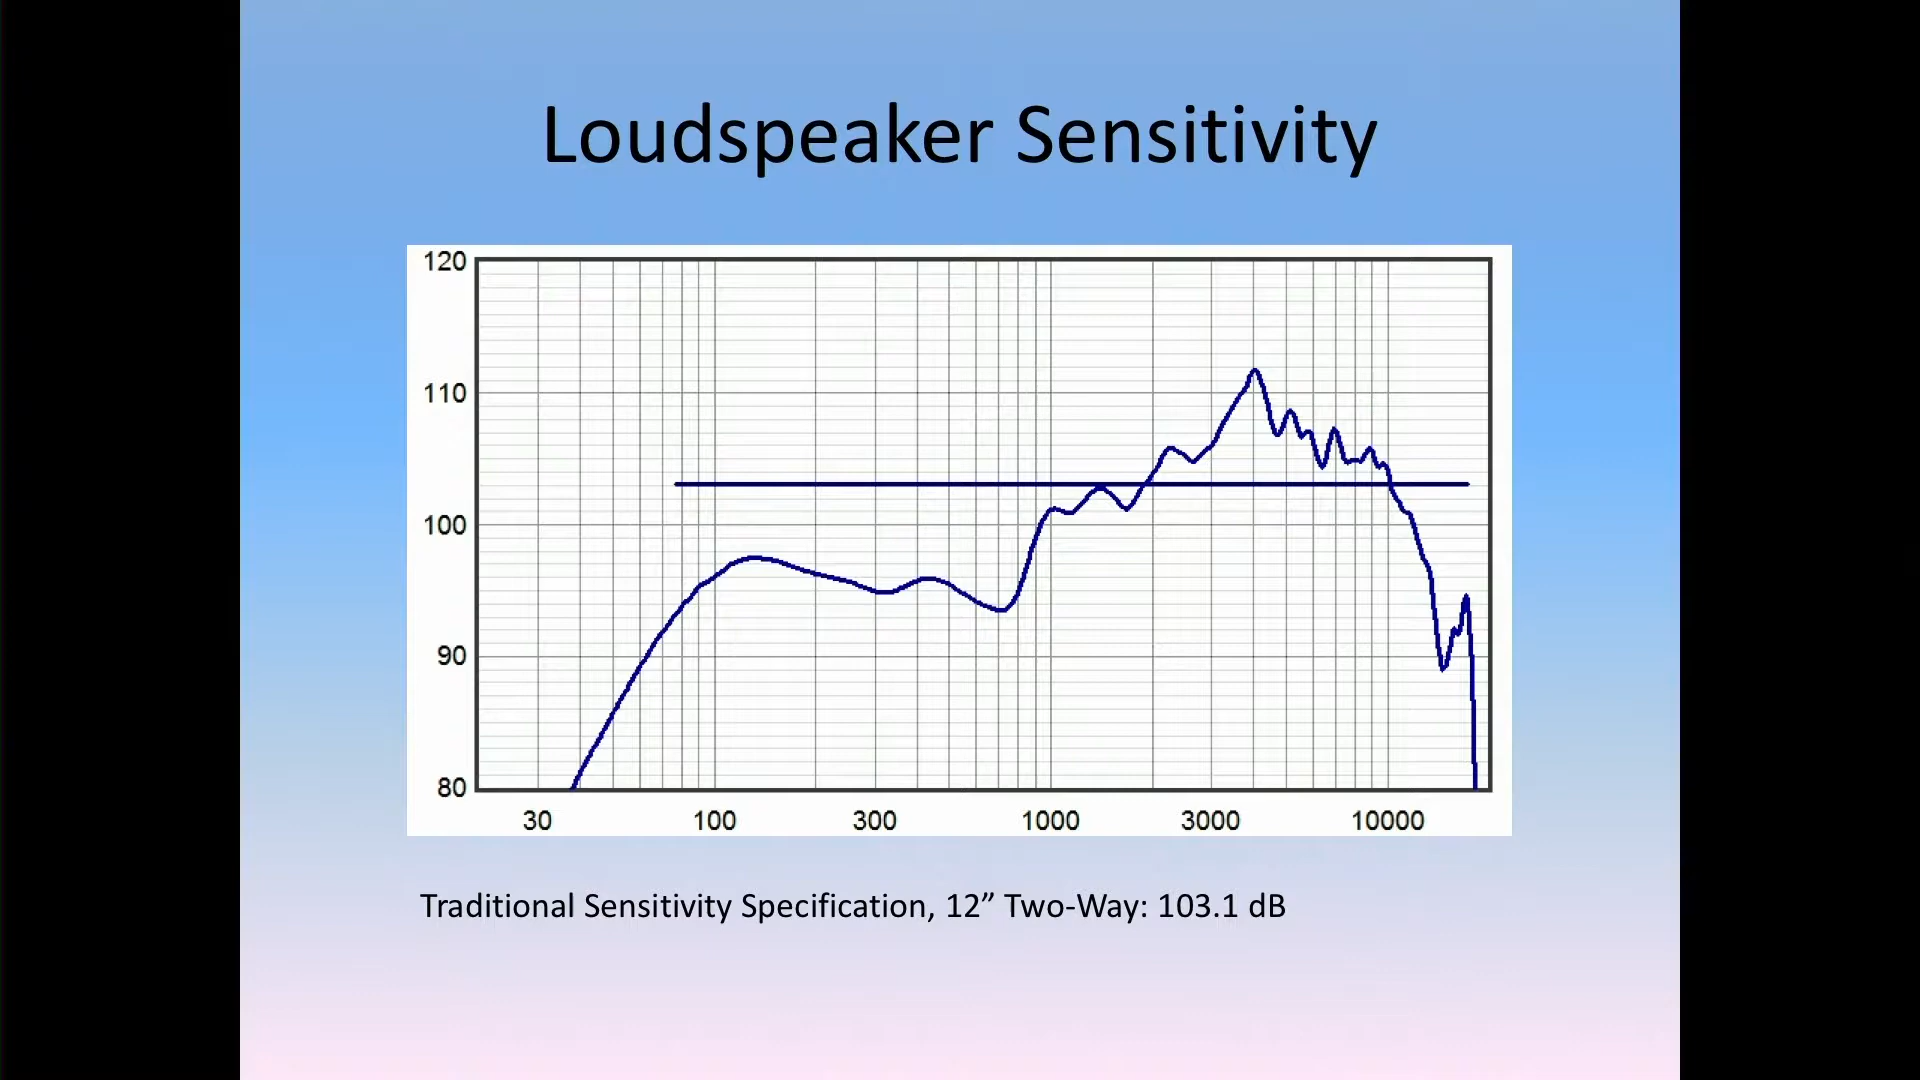 Loudspeaker Sensitivity
120
110
100
90
80
30 100 300 1000 3000 10000
Traditional Sensitivity Specification, 12” Two-Way: 103.1 dB